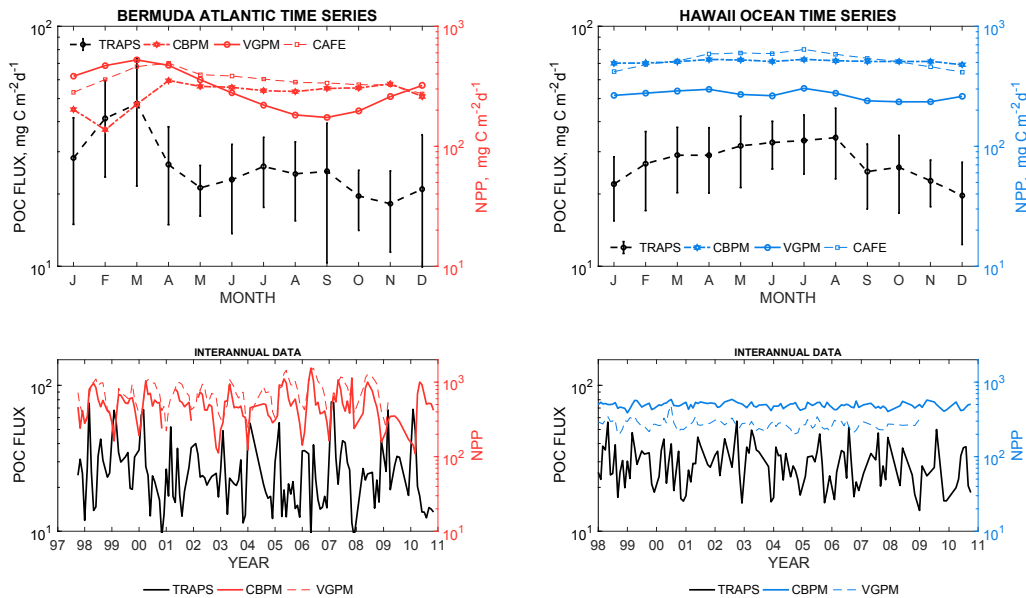 BERMUDA ATLANTIC TIME SERIES
10²
10³
TRAPS CBPM VGPM CAFE
POC FLUX, mg C m⁻²d⁻¹
10²
NPP, mg C m⁻²d⁻¹
10¹
10¹
J F M A M J J A S O N D
MONTH
HAWAII OCEAN TIME SERIES
10²
10³
POC FLUX, mg C m⁻²d⁻¹
10²
NPP, mg C m⁻²d⁻¹
TRAPS CBPM VGPM CAFE
10¹
10¹
J F M A M J J A S O N D
MONTH
INTERANNUAL DATA
10²
10³
POC FLUX
10²
NPP
10¹
10¹
97 98 99 00 01 02 03 04 05 06 07 08 09 10 11
YEAR
TRAPS CBPM VGPM
INTERANNUAL DATA
10²
10³
POC FLUX
10²
NPP
10¹
10¹
98 99 00 01 02 03 04 05 06 07 08 09 10 11
YEAR
TRAPS CBPM VGPM